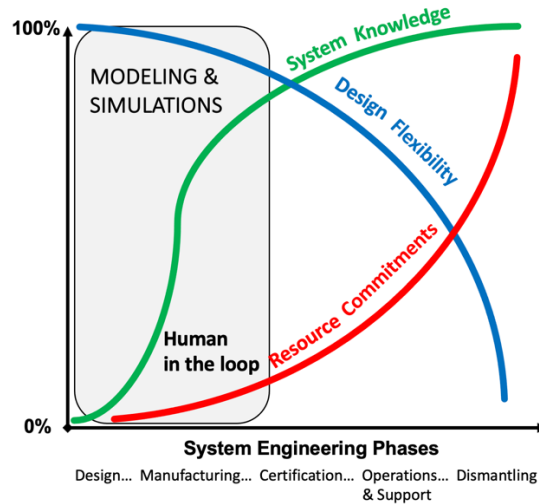 100%
System Knowledge
MODELING &
SIMULATIONS
Design Flexibility
Resource Commitments
Human
in the loop
0%
System Engineering Phases
Design... Manufacturing... Certification... Operations... Dismantling
& Support